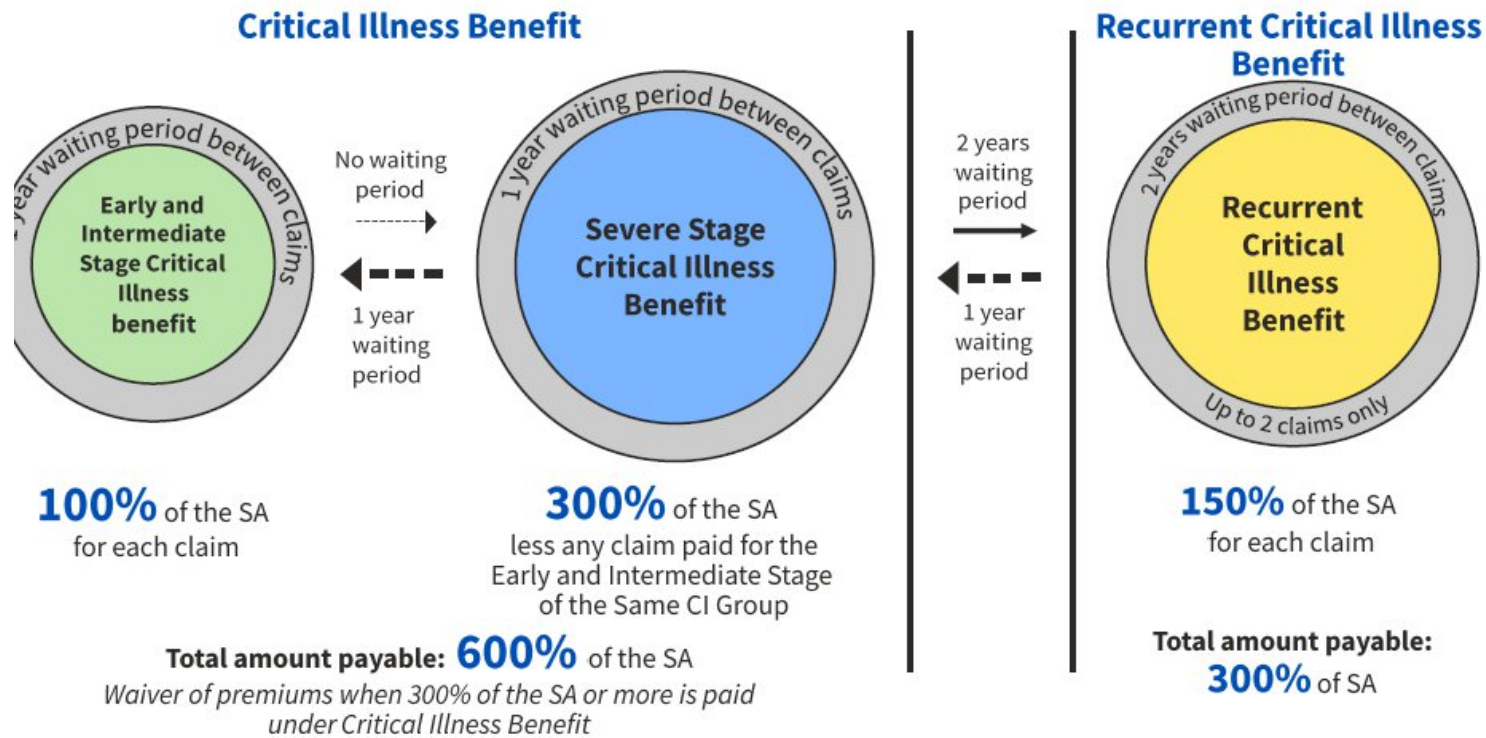 Critical Illness Benefit
Recurrent Critical Illness
Benefit
year waiting period between claims
Early and
Intermediate
Stage Critical
Illness
benefit
No waiting
period
1 year
waiting
period
1 year waiting period between claims
Severe Stage
Critical Illness
Benefit
2 years
waiting
period
1 year
waiting
period
2 years waiting period between claims
Recurrent
Critical
Illness
Benefit
Up to 2 claims only
100% of the SA
for each claim
300% of the SA
less any claim paid for the
Early and Intermediate Stage
of the Same CI Group
Total amount payable: 600% of the SA
Waiver of premiums when 300% of the SA or more is paid
under Critical Illness Benefit
150% of the SA
for each claim
Total amount payable:
300% of SA